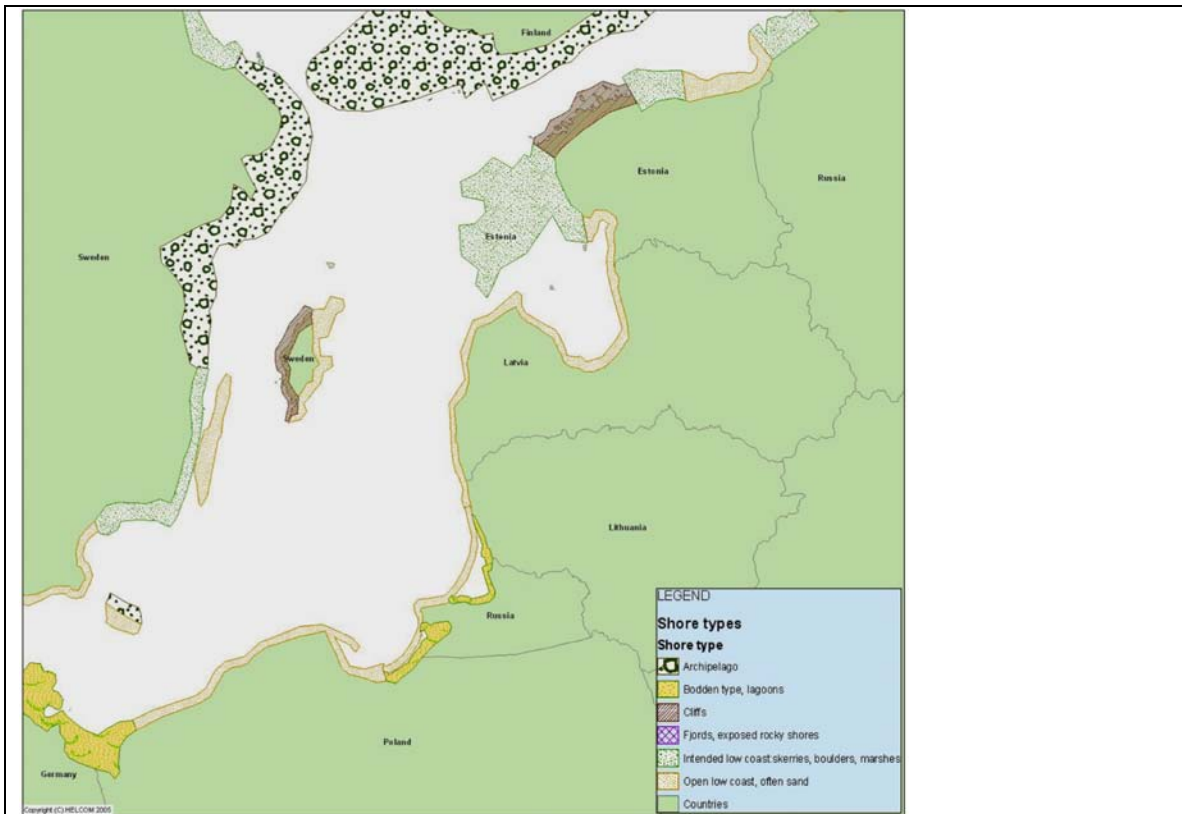 Finland
Estonia
Russia
Estonia
Sweden
Sweden
Latvia
Lithuania
Russia
Poland
Germany
LEGEND
Shore types
Shore type
Archipelago
Bodden type, lagoons
Cliffs
Fjords, exposed rocky shores
Intended low coast skerries, boulders, marshes
Open low coast, often sand
Countries
Copyright (C) HELCOM 2005